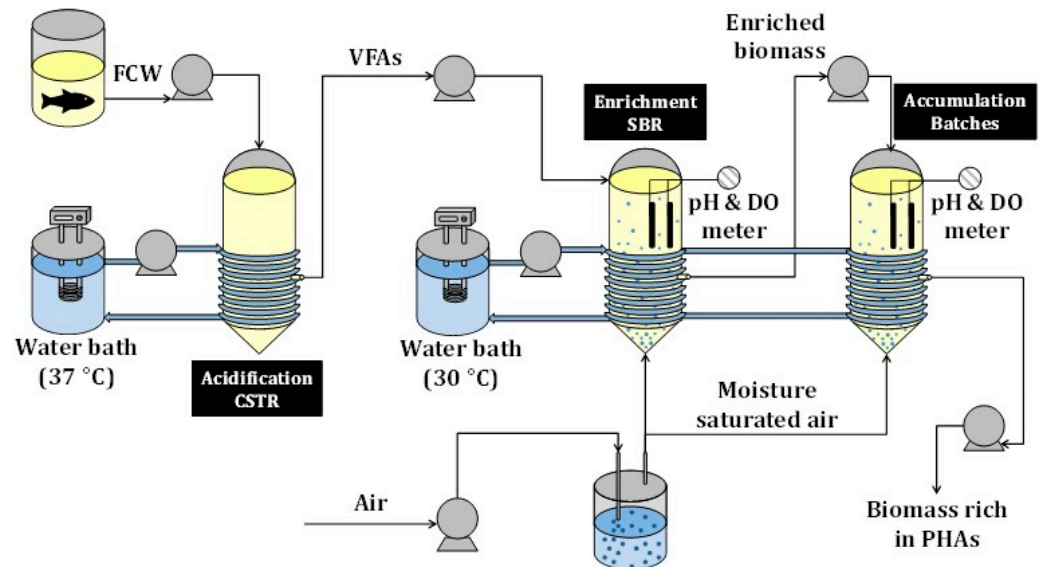 FCW
VFAs
Enriched
biomass
Enrichment
SBR
Accumulation
Batches
pH & DO
meter
pH & DO
meter
Water bath
(37 °C)
Acidification
CSTR
Water bath
(30 °C)
Moisture
saturated air
Air
Biomass rich
in PHAs